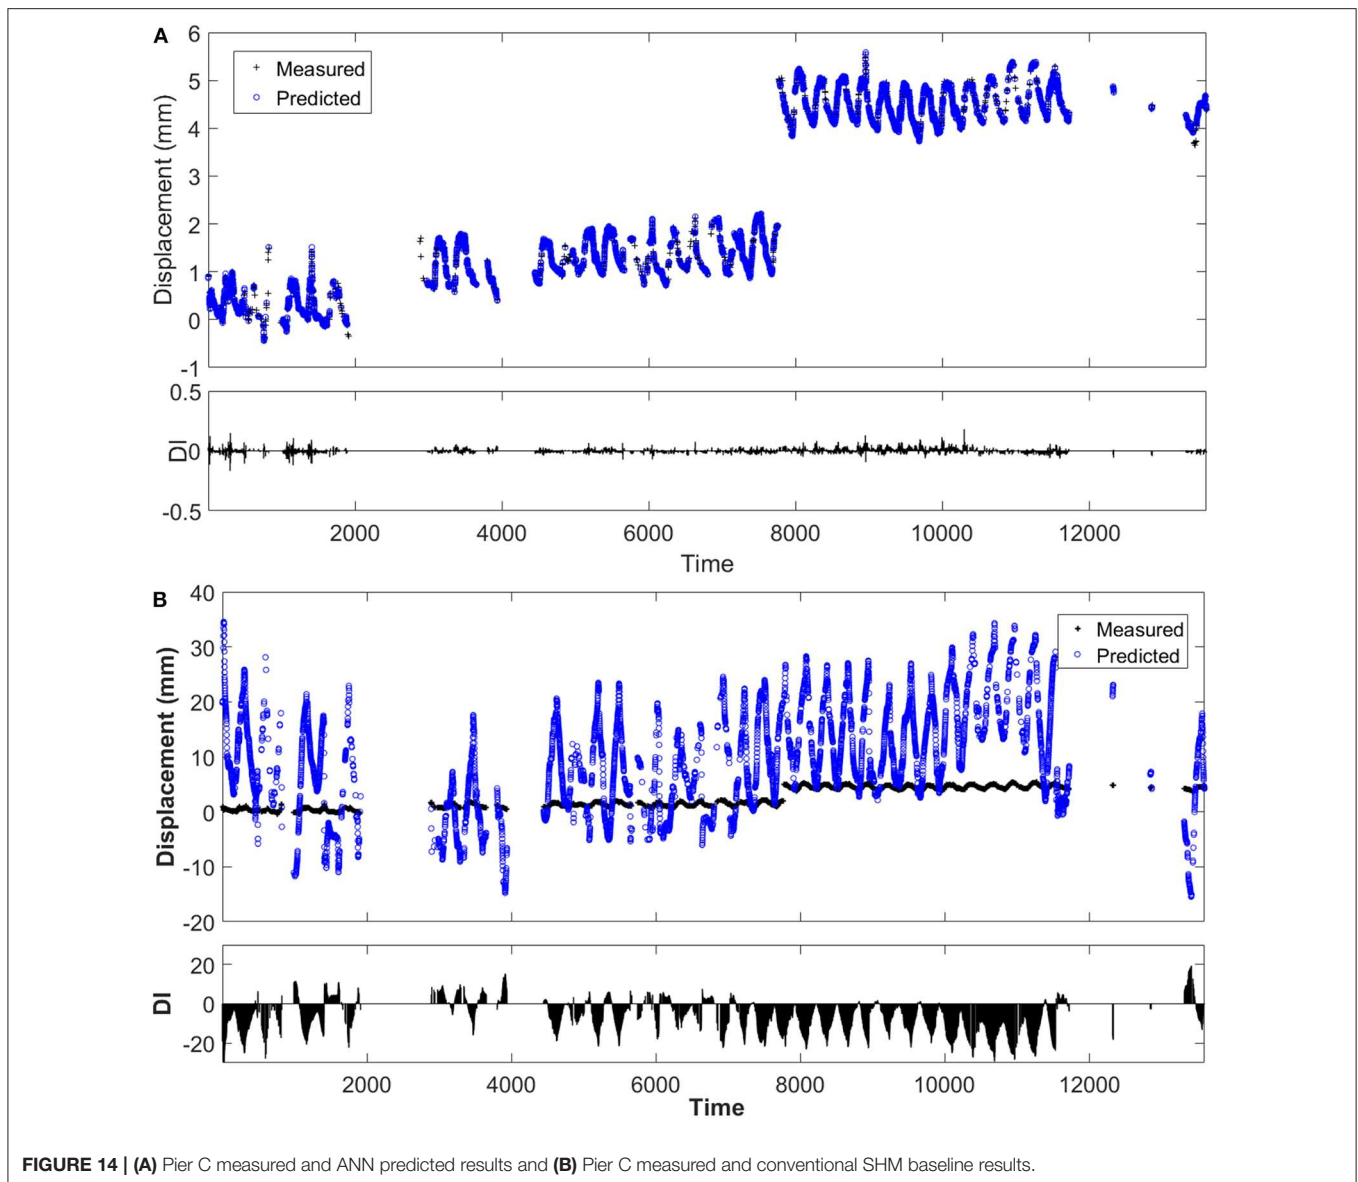 A
6
5
4
3
2
1
0
-1
Displacement (mm)
Measured
Predicted
0.5
0
-0.5
DI
2000 4000 6000 8000 10000 12000
Time
B
40
30
20
10
0
-10
-20
Displacement (mm)
Measured
Predicted
20
0
-20
DI
2000 4000 6000 8000 10000 12000
Time
FIGURE 14 | (A) Pier C measured and ANN predicted results and (B) Pier C measured and conventional SHM baseline results.